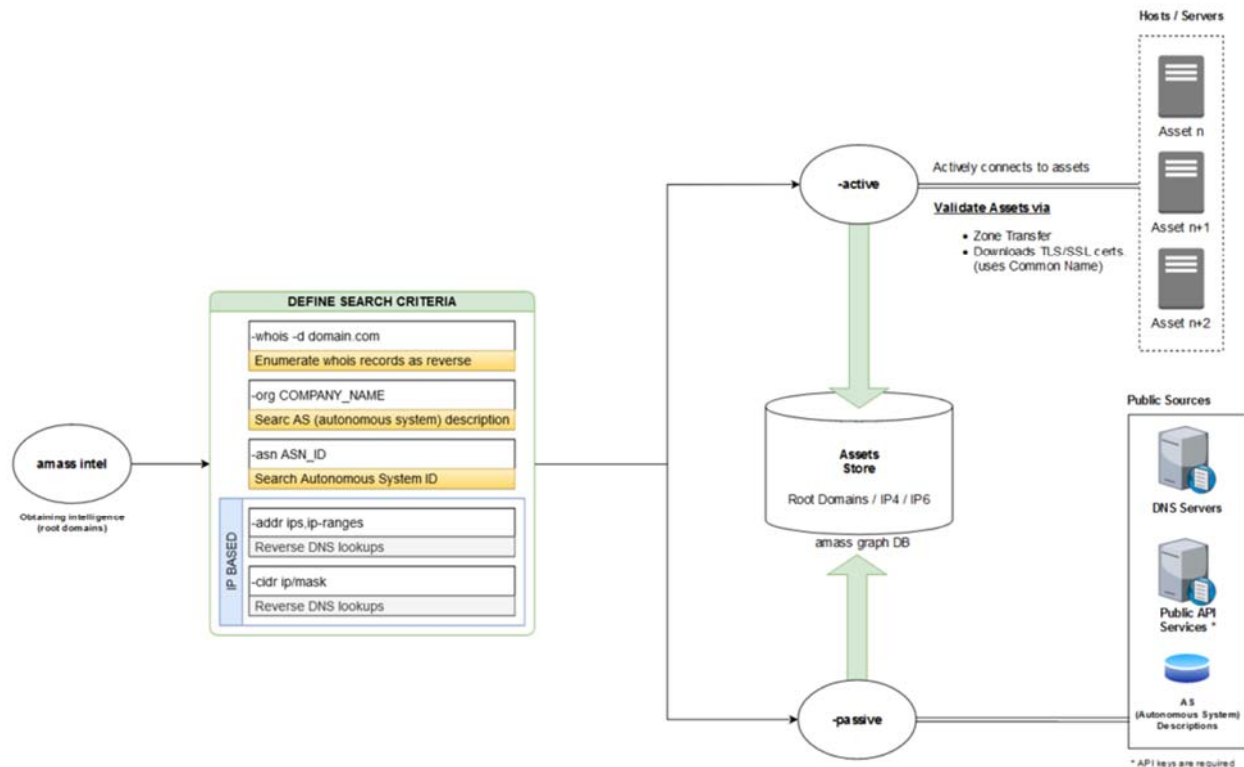 Hosts / Servers
Asset n
Asset n+1
Asset n+2
-active
Actively connects to assets
Validate Assets via
• Zone Transfer
• Downloads TLS/SSL certs.
(uses Common Name)
DEFINE SEARCH CRITERIA
-whois -d domain.com
Enumerate whois records as reverse
-org COMPANY_NAME
Searc AS (autonomous system) description
-asn ASN_ID
Search Autonomous System ID
IP BASED
-addr ips,ip-ranges
Reverse DNS lookups
-cidr ip/mask
Reverse DNS lookups
amass intel
Obtaining intelligence
(root domains)
Assets
Store
Root Domains / IP4 / IP6
amass graph DB
-passive
Public Sources
DNS Servers
Public API
Services *
AS
(Autonomous System)
Descriptions
* API keys are required